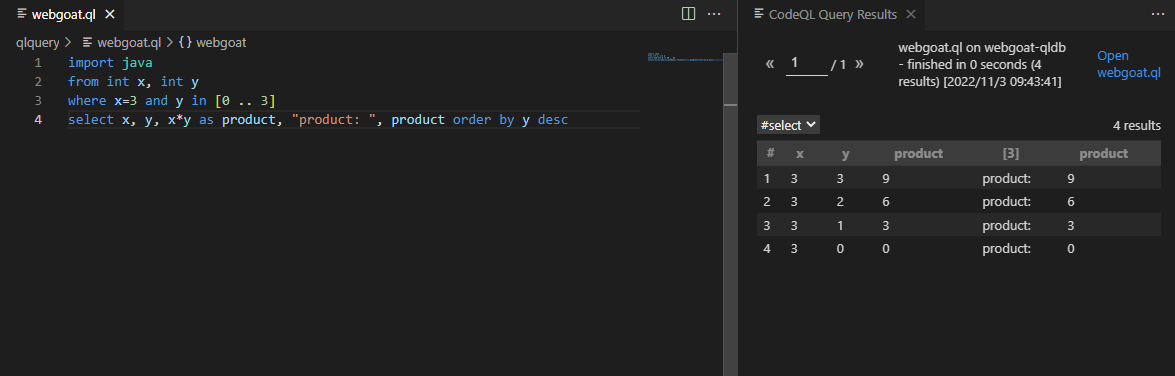 webgoat.ql
qlquery > webgoat.ql > {} webgoat
1 import java
2 from int x, int y
3 where x=3 and y in [0 .. 3]
4 select x, y, x*y as product, "product: ", product order by y desc
CodeQL Query Results
« 1 / 1 »
webgoat.ql on webgoat-qldb
- finished in 0 seconds (4
results) [2022/11/3 09:43:41]
Open
webgoat.ql
#select
4 results
# x y product [3] product
1 3 3 9 product: 9
2 3 2 6 product: 6
3 3 1 3 product: 3
4 3 0 0 product: 0